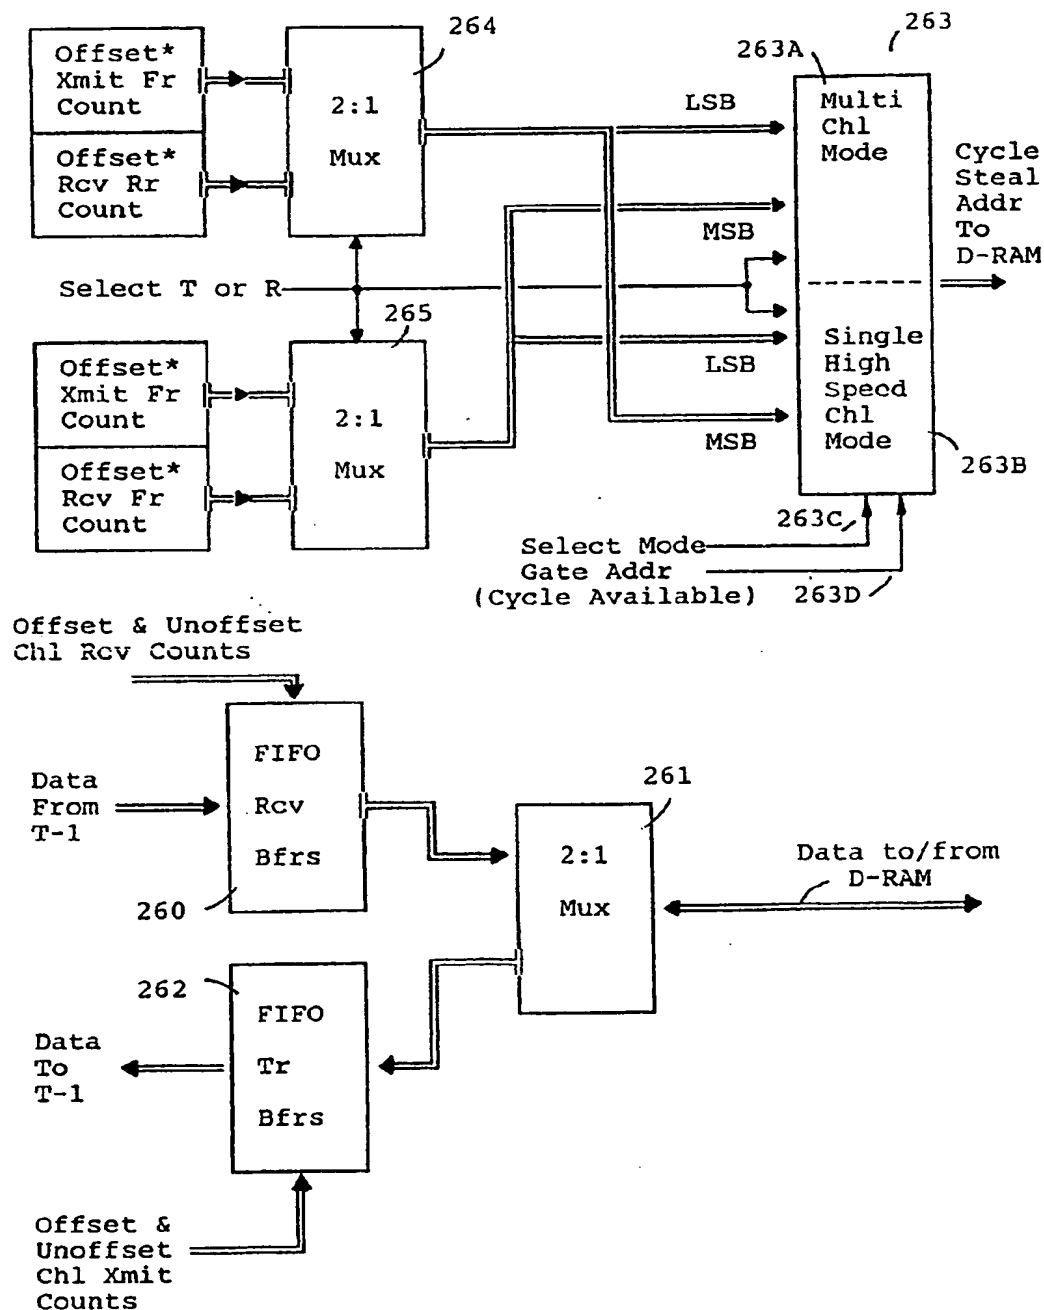 264
263
Offset*
Xmit Fr
Count
Offset*
Rcv Rr
Count
2:1
Mux
LSB
MSB
263A
Multi
Chl
Mode
Cycle
Steal
Addr
To
D-RAM
Select T or R
265
Offset*
Xmit Fr
Count
Offset*
Rcv Fr
Count
2:1
Mux
LSB
MSB
Single
High
Speed
Chl
Mode
263B
263C
Select Mode
Gate Addr
(Cycle Available)
263D
Offset & Unoffset
Chl Rcv Counts
Data
From
T-1
FIFO
Rcv
Bfrs
260
261
2:1
Mux
Data to/from
D-RAM
262
FIFO
Tr
Bfrs
Data
To
T-1
Offset &
Unoffset
Chl Xmit
Counts